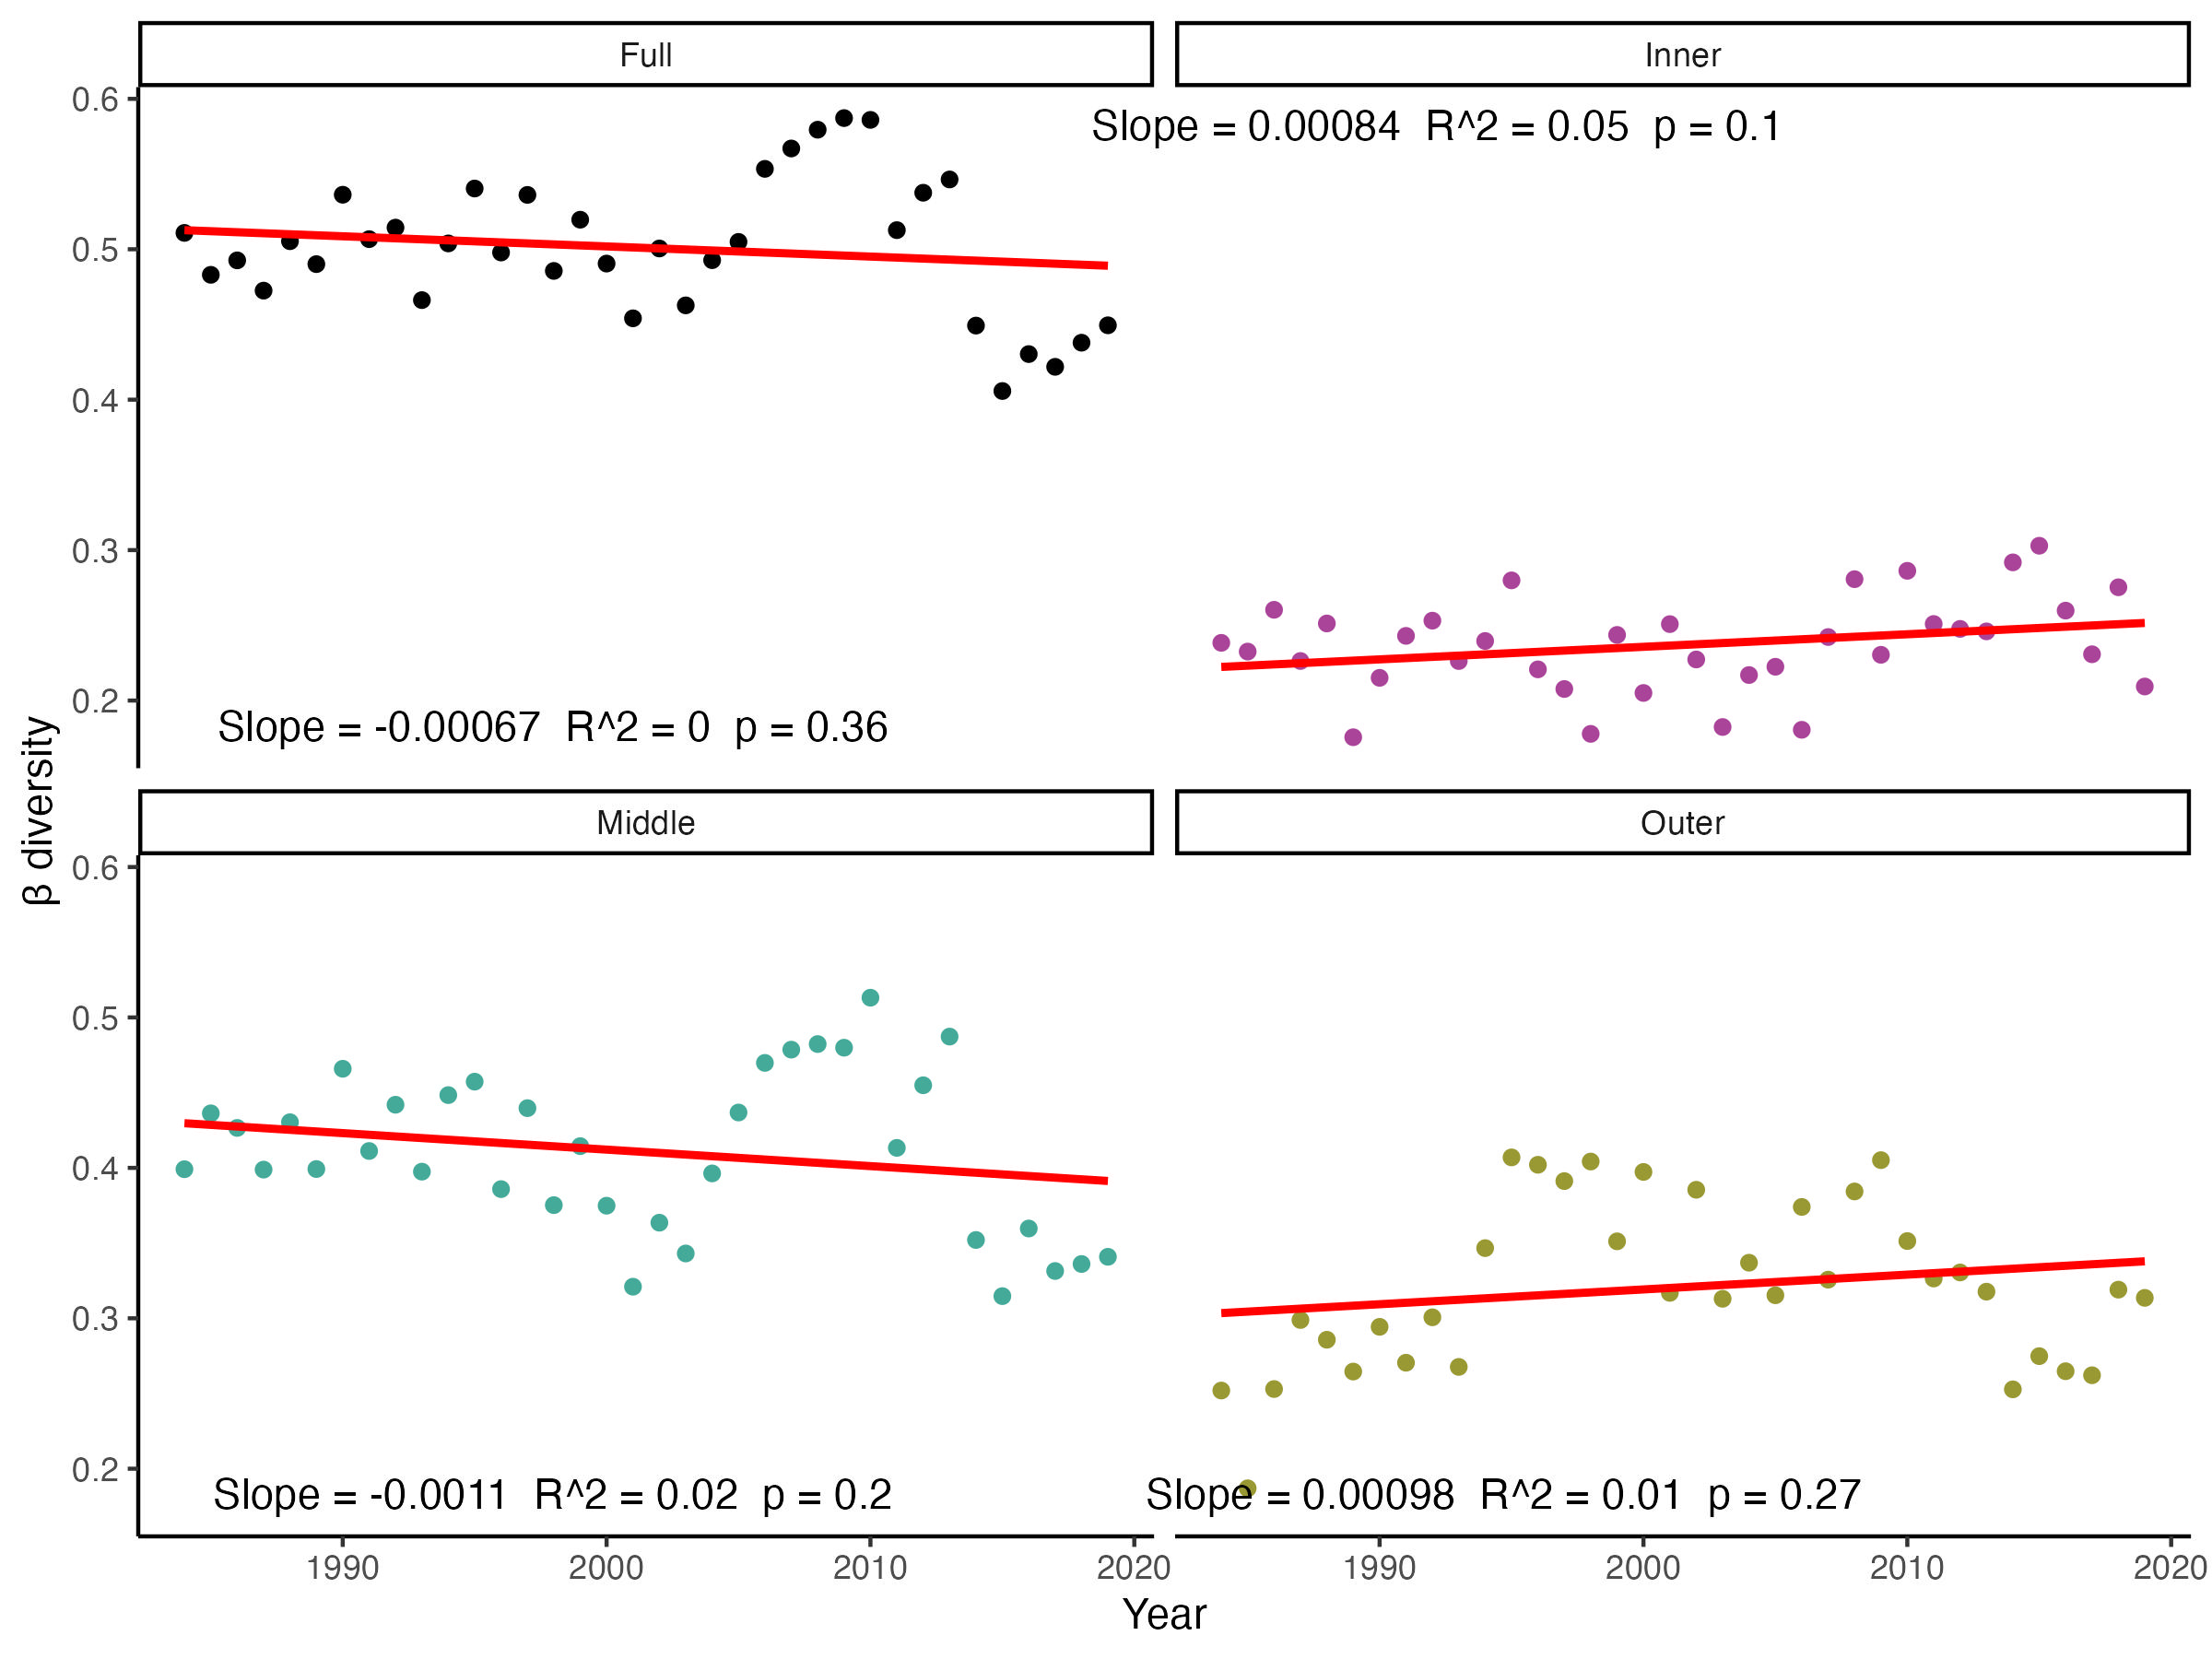 Full
Inner
0.6
0.5
0.4
0.3
0.2
Slope = 0.00084  R^2 = 0.05  p = 0.1
Slope = -0.00067  R^2 = 0  p = 0.36
β diversity
Middle
Outer
0.6
0.5
0.4
0.3
0.2
Slope = -0.0011  R^2 = 0.02  p = 0.2
Slope = 0.00098  R^2 = 0.01  p = 0.27
1990 2000 2010 2020
1990 2000 2010 2020
Year